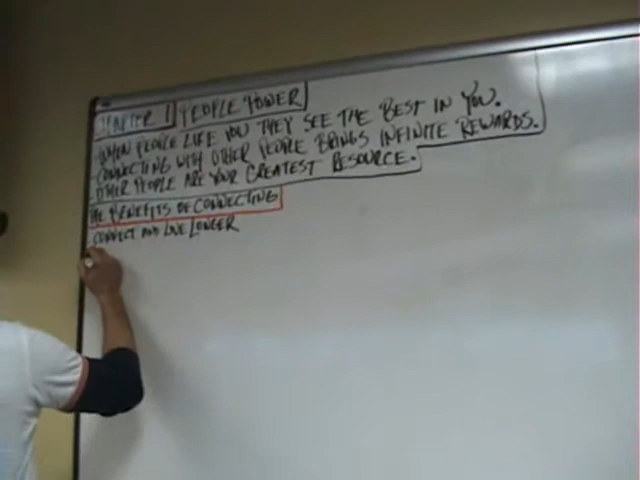 CHAPTER 1 PEOPLE POWER
WHEN PEOPLE LIKE YOU THEY SEE THE BEST IN YOU.
CONNECTING WITH OTHER PEOPLE BRINGS INFINITE REWARDS.
OTHER PEOPLE ARE YOUR GREATEST RESOURCE.
THE BENEFITS OF CONNECTING
CONNECT AND LIVE LONGER